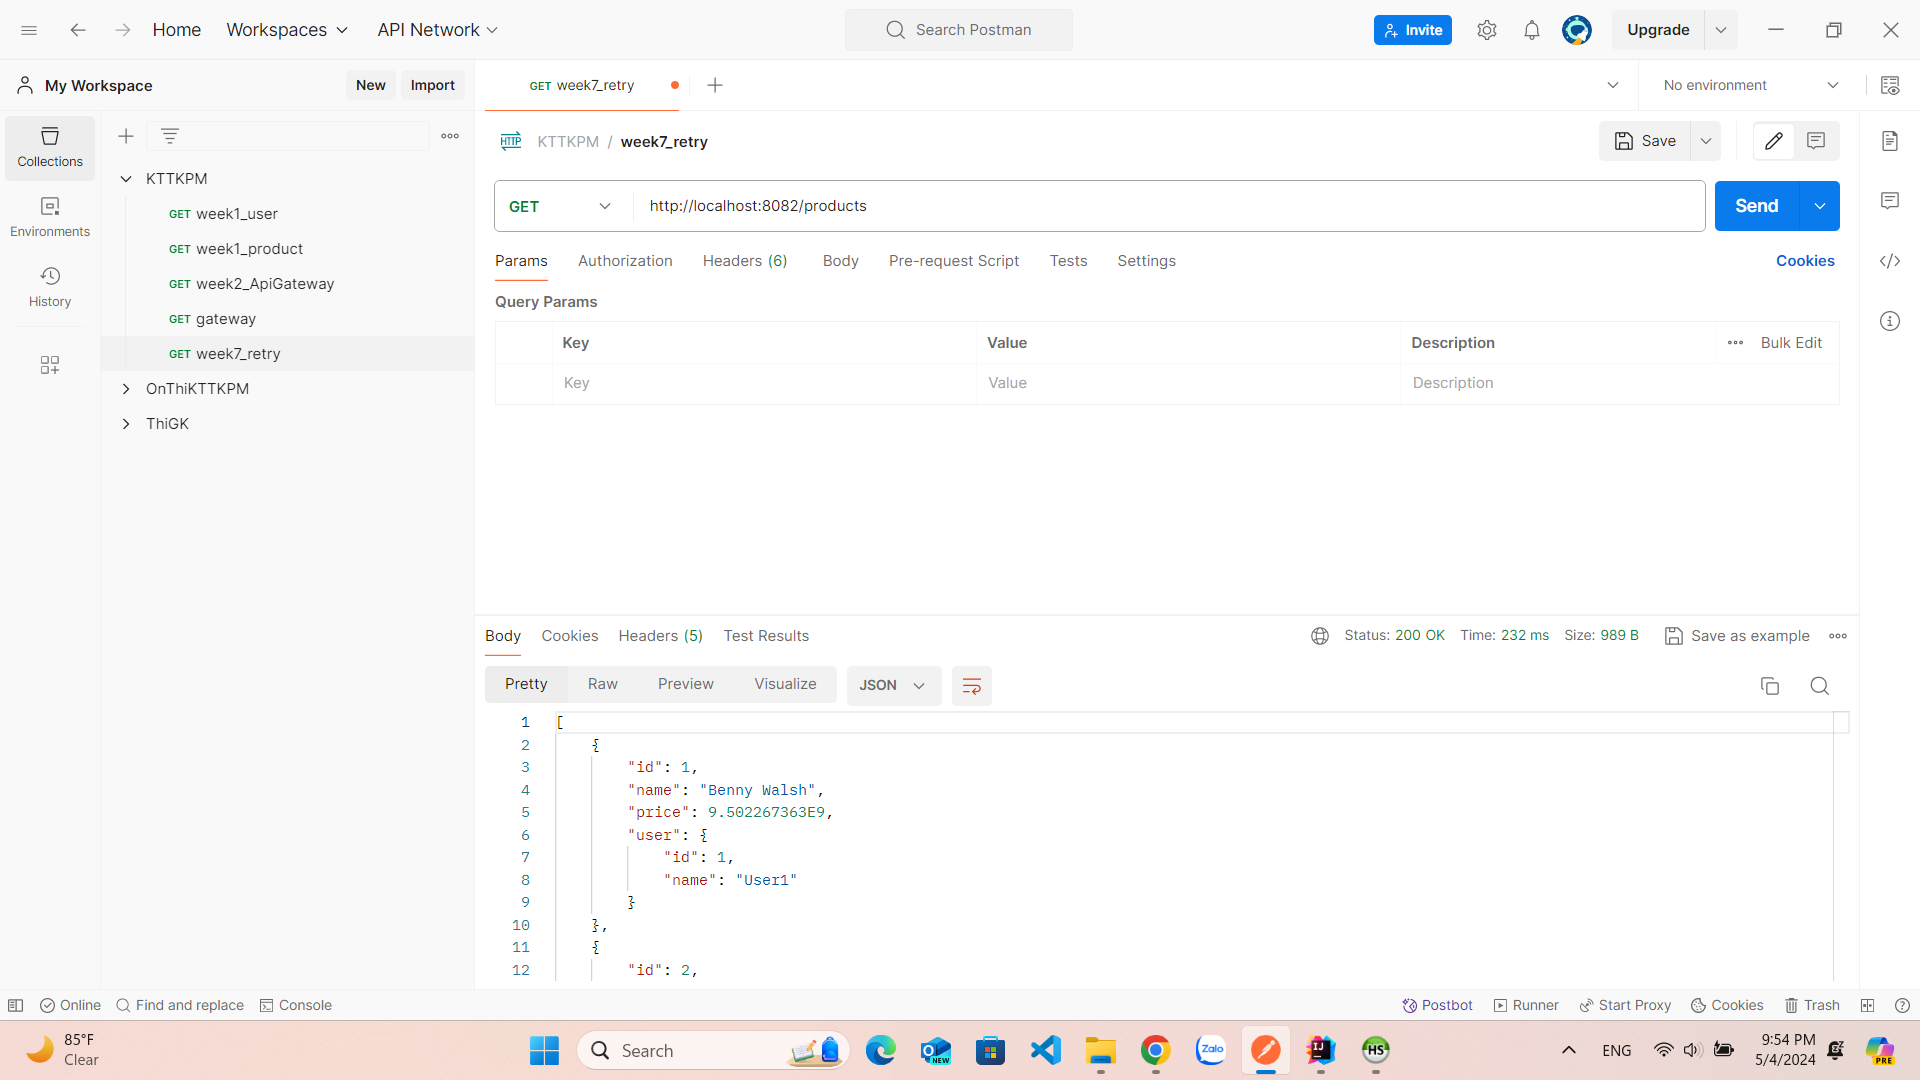 Home Workspaces API Network Search Postman Invite Upgrade
My Workspace New Import GET week7_retry No environment
Collections
Environments
History
KTTKPM
GET week1_user
GET week1_product
GET week2_ApiGateway
GET gateway
GET week7_retry
OnThiKTTKPM
ThiGK
HTTP KTTKPM / week7_retry Save
GET http://localhost:8082/products Send
Params Authorization Headers (6) Body Pre-request Script Tests Settings Cookies
Query Params
Key Value Description Bulk Edit
Key Value Description
Body Cookies Headers (5) Test Results Status: 200 OK Time: 232 ms Size: 989 B Save as example
Pretty Raw Preview Visualize JSON
1 [
2 {
3 "id": 1,
4 "name": "Benny Walsh",
5 "price": 9.502267363E9,
6 "user": {
7 "id": 1,
8 "name": "User1"
9 }
10 },
11 {
12 "id": 2,
Online Find and replace Console Postbot Runner Start Proxy Cookies Trash
85°F
Clear
Search NEW Zalo IJ HS ENG
9:54 PM
5/4/2024
PRE